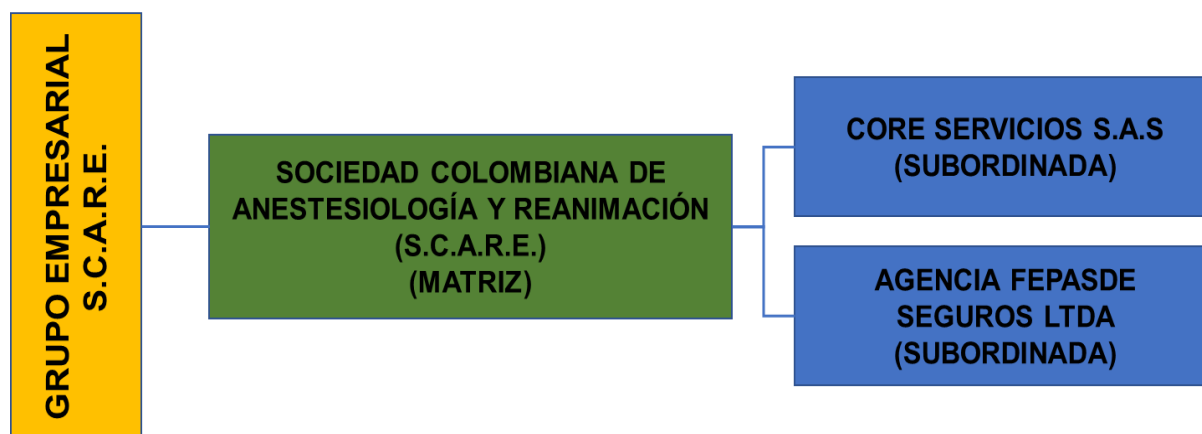 GRUPO EMPRESARIAL
S.C.A.R.E.
SOCIEDAD COLOMBIANA DE
ANESTESIOLOGÍA Y REANIMACIÓN
(S.C.A.R.E.)
(MATRIZ)
CORE SERVICIOS S.A.S
(SUBORDINADA)
AGENCIA FEPASDE
SEGUROS LTDA
(SUBORDINADA)